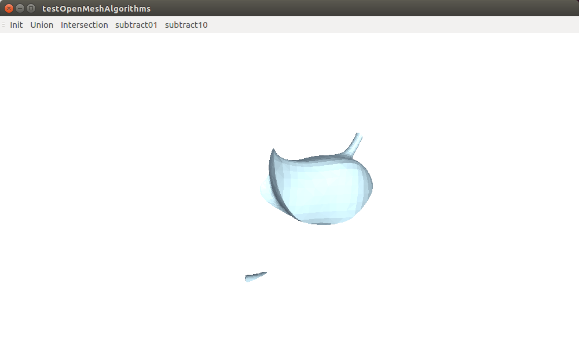 testOpenMeshAlgorithms
Init Union Intersection subtract01 subtract10